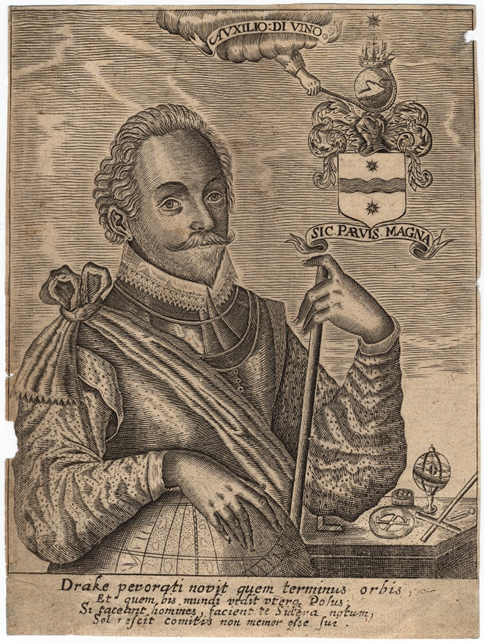 AVXILIO: DI VINO
SIC PARVIS MAGNA
Drake pererrati novit quem terminus orbis,
Et quem bis mundi vidit vterq. Polus;
Si taceant homines, facient te Sidera notum,
Sol nescit comitis non memor esse sui.